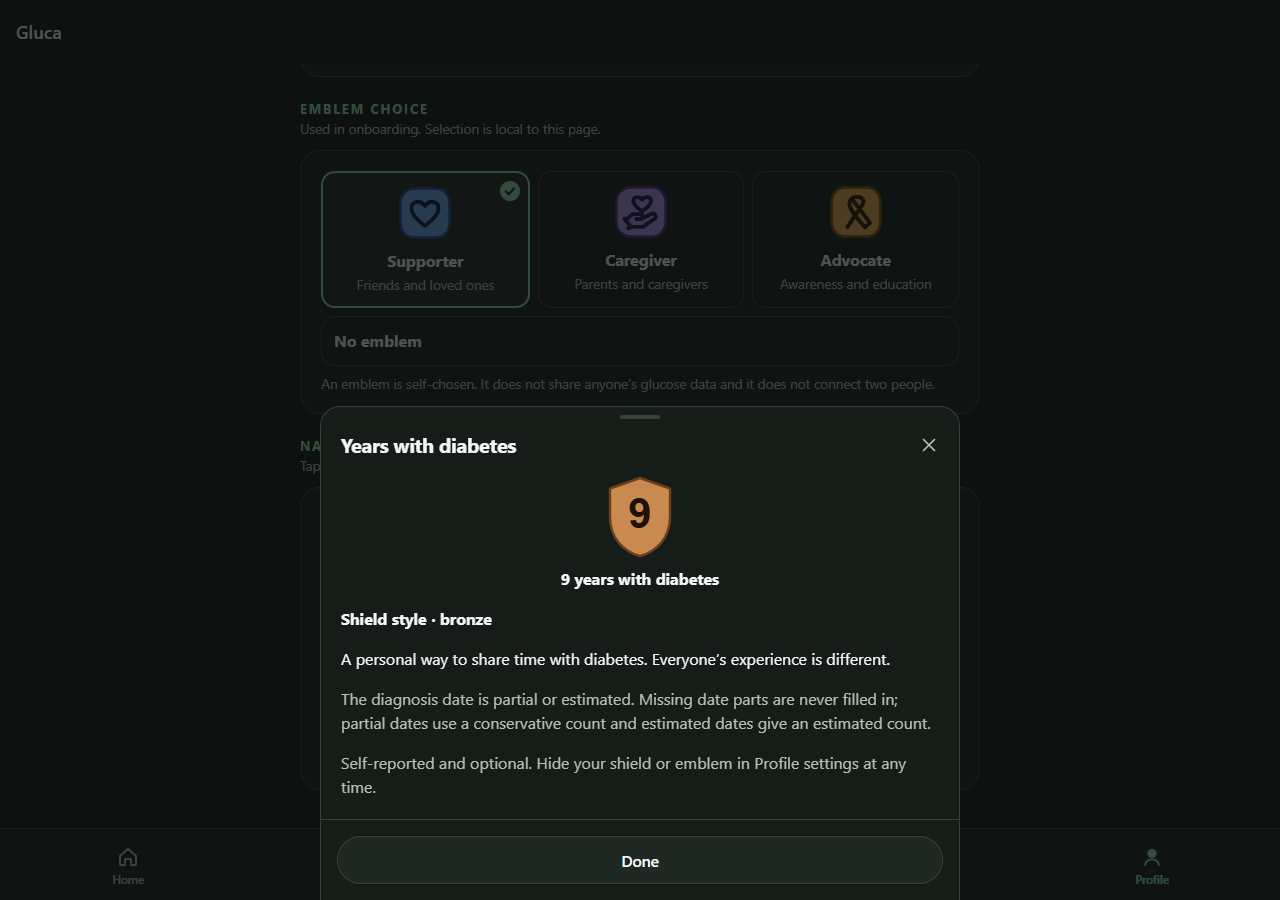 Gluca
EMBLEM CHOICE
Used in onboarding. Selection is local to this page.
Supporter
Friends and loved ones
Caregiver
Parents and caregivers
Advocate
Awareness and education
No emblem
An emblem is self-chosen. It does not share anyone's glucose data and it does not connect two people.
NA
Tap
Years with diabetes
9
9 years with diabetes
Shield style · bronze
A personal way to share time with diabetes. Everyone's experience is different.
The diagnosis date is partial or estimated. Missing date parts are never filled in;
partial dates use a conservative count and estimated dates give an estimated count.
Self-reported and optional. Hide your shield or emblem in Profile settings at any
time.
Done
Home
Profile